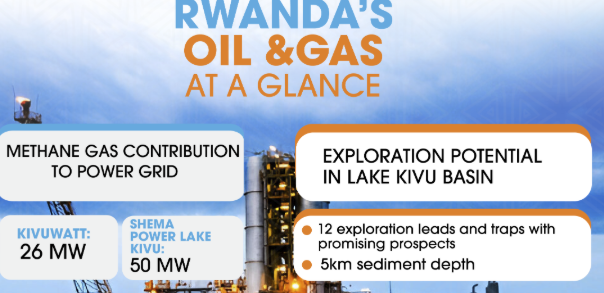 RWANDA'S
OIL &GAS
AT A GLANCE
METHANE GAS CONTRIBUTION
TO POWER GRID
KIVUWATT:
26 MW
SHEMA
POWER LAKE
KIVU:
50 MW
EXPLORATION POTENTIAL
IN LAKE KIVU BASIN
12 exploration leads and traps with
promising prospects
5km sediment depth